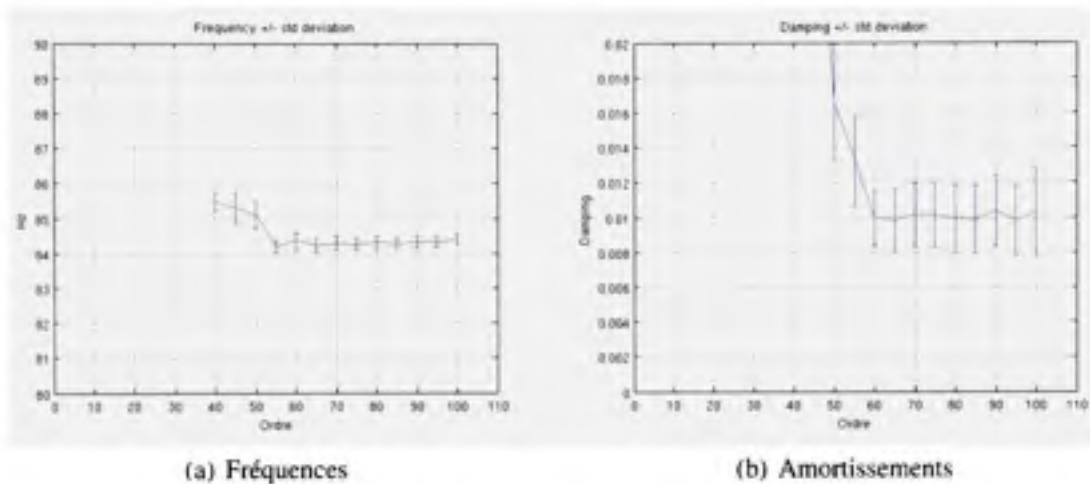 Frequency +/- std deviation
90
89
88
87
86
85
84
83
82
81
80
Hz
0 10 20 30 40 50 60 70 80 90 100 110
Ordre
(a) Fréquences
Damping +/- std deviation
0.02
0.018
0.016
0.014
0.012
0.01
0.008
0.006
0.004
0.002
0
Damping
0 10 20 30 40 50 60 70 80 90 100 110
Ordre
(b) Amortissements